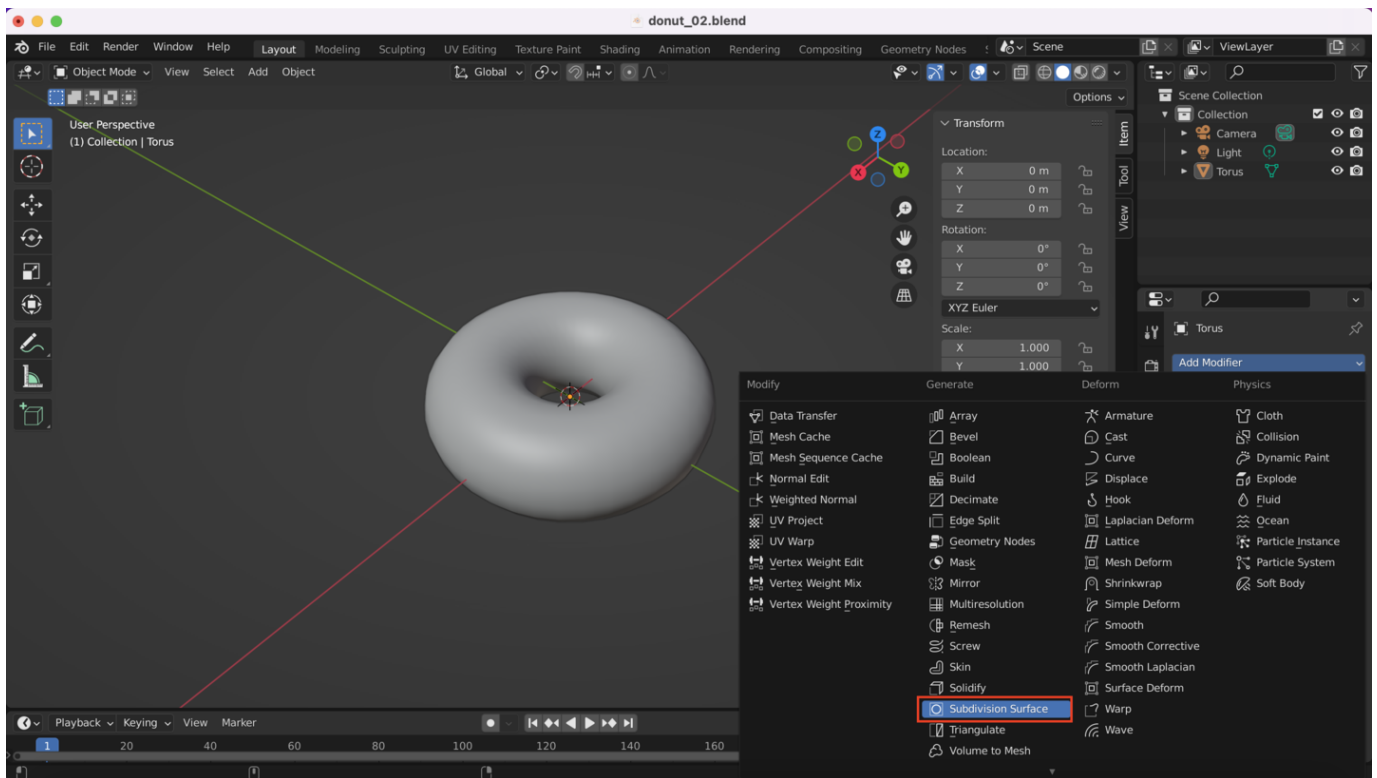 donut_02.blend
File Edit Render Window Help Layout Modeling Sculpting UV Editing Texture Paint Shading Animation Rendering Compositing Geometry Nodes Scene ViewLayer
Object Mode View Select Add Object Global
Options
User Perspective
(1) Collection | Torus
Z
Y
X
Transform
Location:
X 0 m
Y 0 m
Z 0 m
Rotation:
X 0°
Y 0°
Z 0°
XYZ Euler
Scale:
X 1.000
Y 1.000
Item
Tool
View
Scene Collection
Collection
Camera
Light
Torus
Torus
Add Modifier
Modify
Data Transfer
Mesh Cache
Mesh Sequence Cache
Normal Edit
Weighted Normal
UV Project
UV Warp
Vertex Weight Edit
Vertex Weight Mix
Vertex Weight Proximity
Generate
Array
Bevel
Boolean
Build
Decimate
Edge Split
Geometry Nodes
Mask
Mirror
Multiresolution
Remesh
Screw
Skin
Solidify
Subdivision Surface
Triangulate
Volume to Mesh
Deform
Armature
Cast
Curve
Displace
Hook
Laplacian Deform
Lattice
Mesh Deform
Shrinkwrap
Simple Deform
Smooth
Smooth Corrective
Smooth Laplacian
Surface Deform
Warp
Wave
Physics
Cloth
Collision
Dynamic Paint
Explode
Fluid
Ocean
Particle Instance
Particle System
Soft Body
Playback Keying View Marker
1 20 40 60 80 100 120 140 160